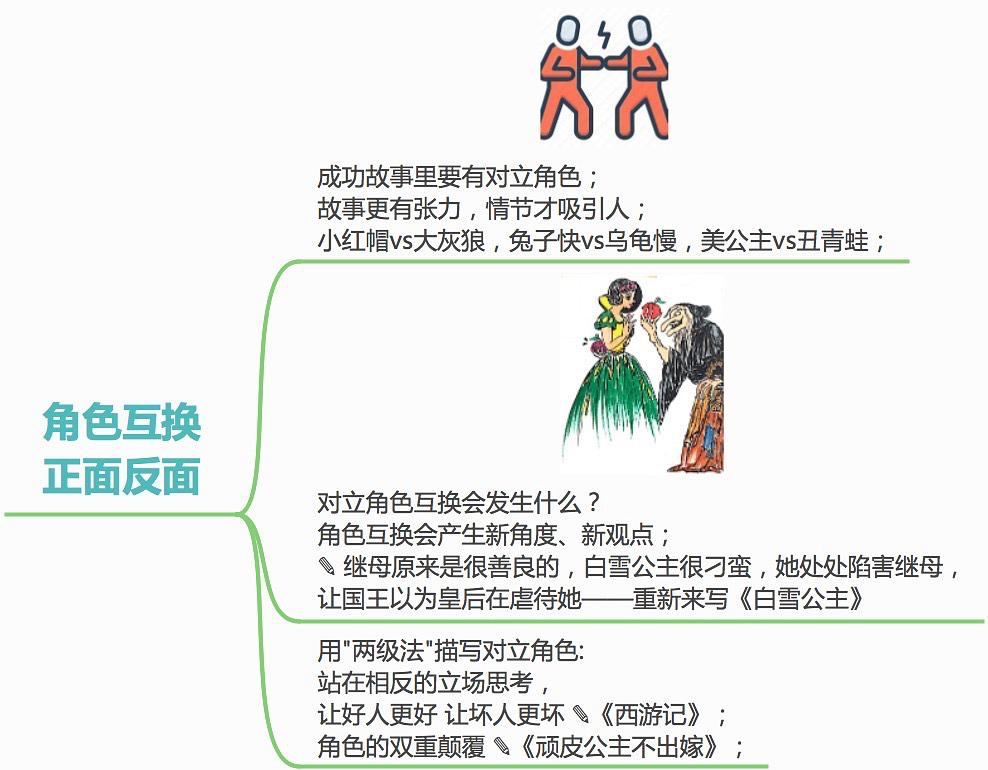 角色互换
正面反面
成功故事里要有对立角色；
故事更有张力，情节才吸引人；
小红帽vs大灰狼，兔子快vs乌龟慢，美公主vs丑青蛙；
对立角色互换会发生什么？
角色互换会产生新角度、新观点；
✎ 继母原来是很善良的，白雪公主很刁蛮，她处处陷害继母，
让国王以为皇后在虐待她——重新来写《白雪公主》
用"两级法"描写对立角色:
站在相反的立场思考，
让好人更好 让坏人更坏 ✎《西游记》；
角色的双重颠覆 ✎《顽皮公主不出嫁》；